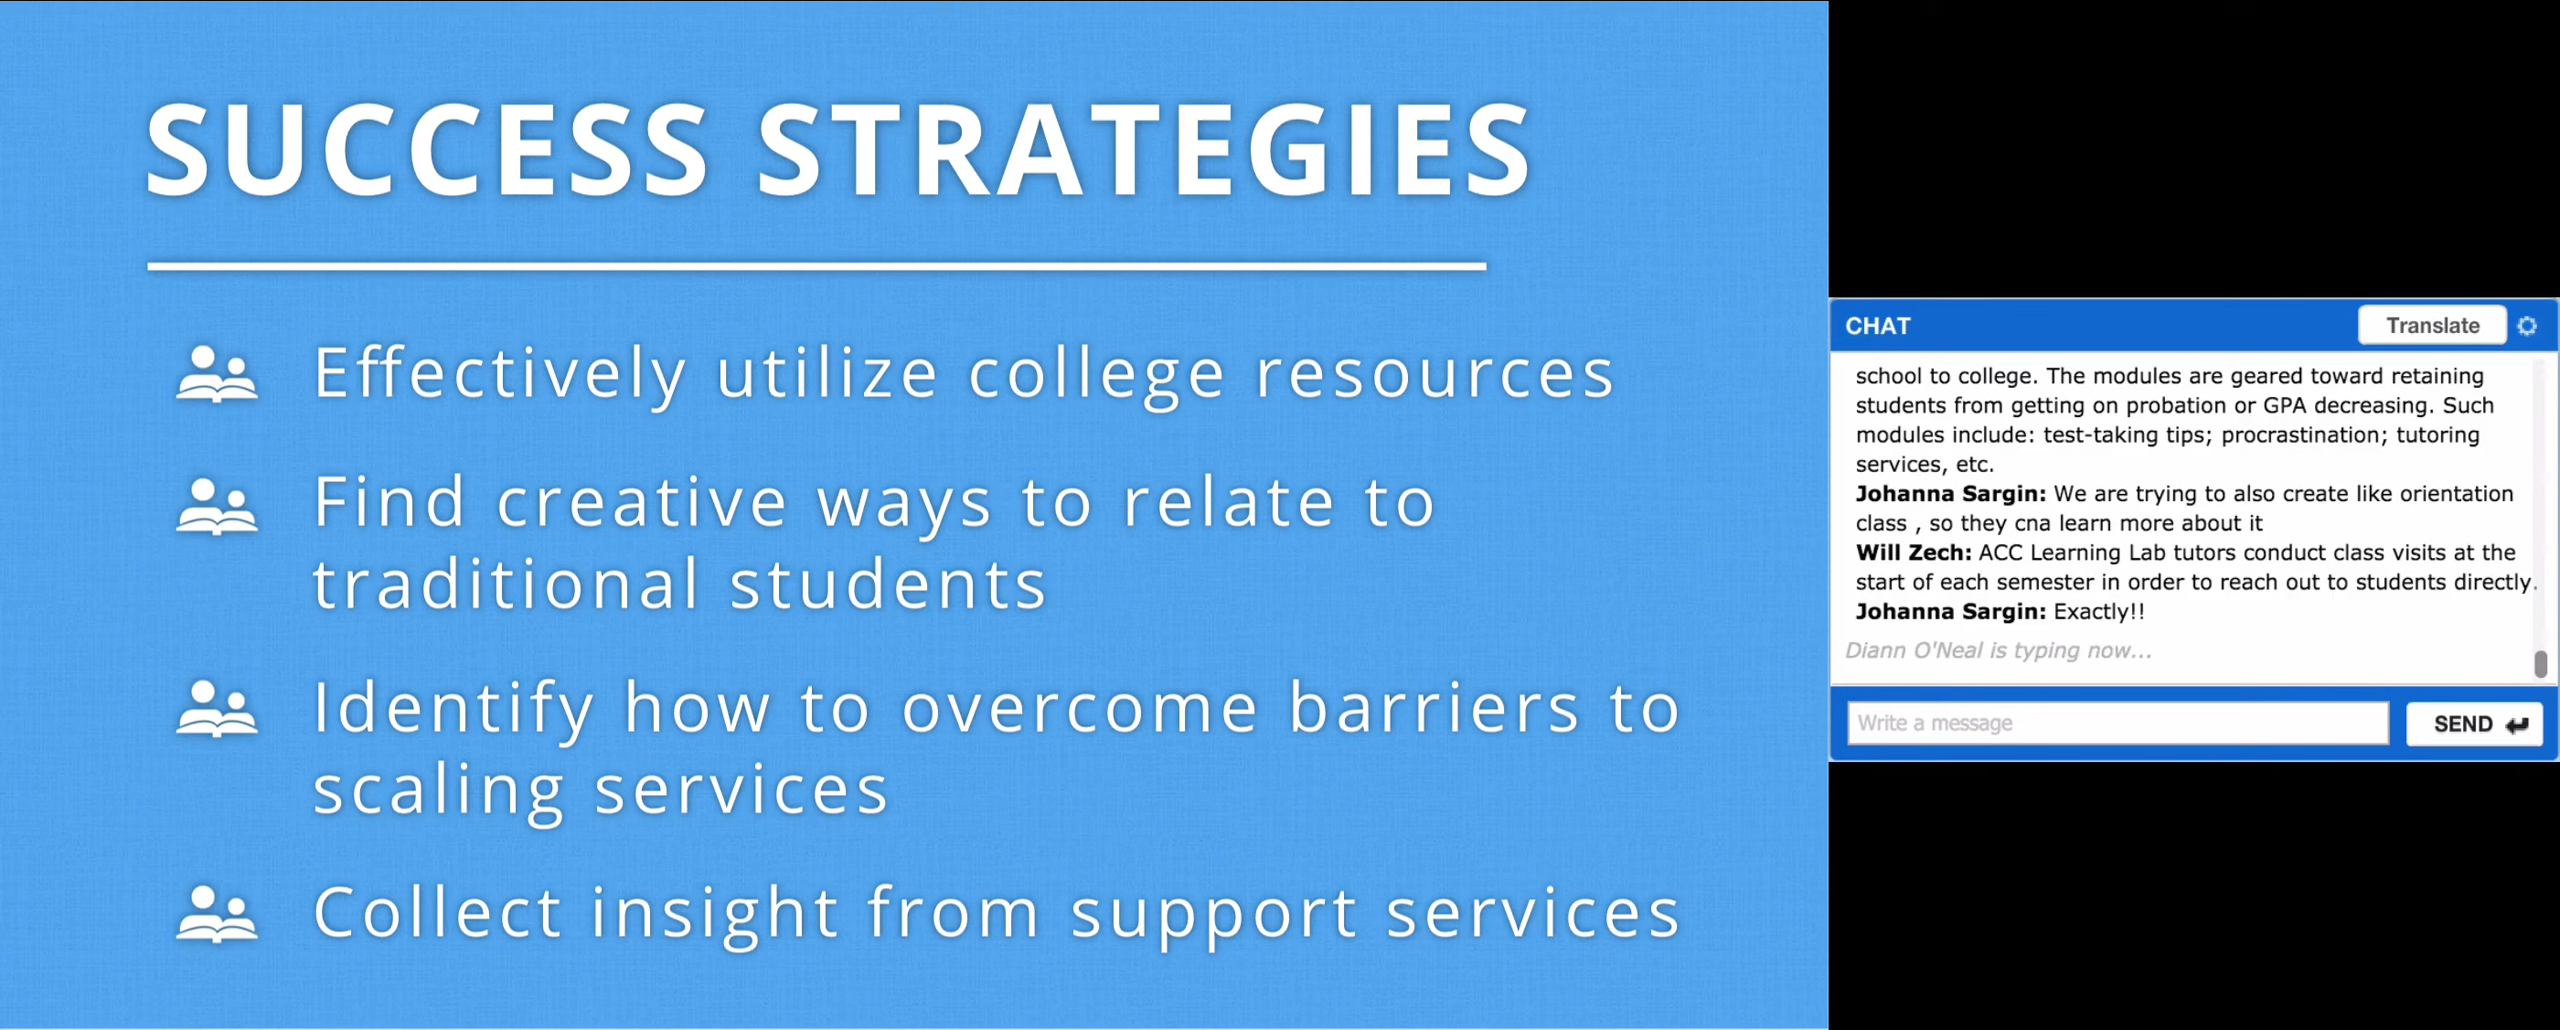 SUCCESS STRATEGIES
Effectively utilize college resources
Find creative ways to relate to
traditional students
Identify how to overcome barriers to
scaling services
Collect insight from support services
CHAT
Translate
school to college. The modules are geared toward retaining
students from getting on probation or GPA decreasing. Such
modules include: test-taking tips; procrastination; tutoring
services, etc.
Johanna Sargin: We are trying to also create like orientation
class , so they cna learn more about it
Will Zech: ACC Learning Lab tutors conduct class visits at the
start of each semester in order to reach out to students directly.
Johanna Sargin: Exactly!!
Diann O'Neal is typing now...
Write a message
SEND